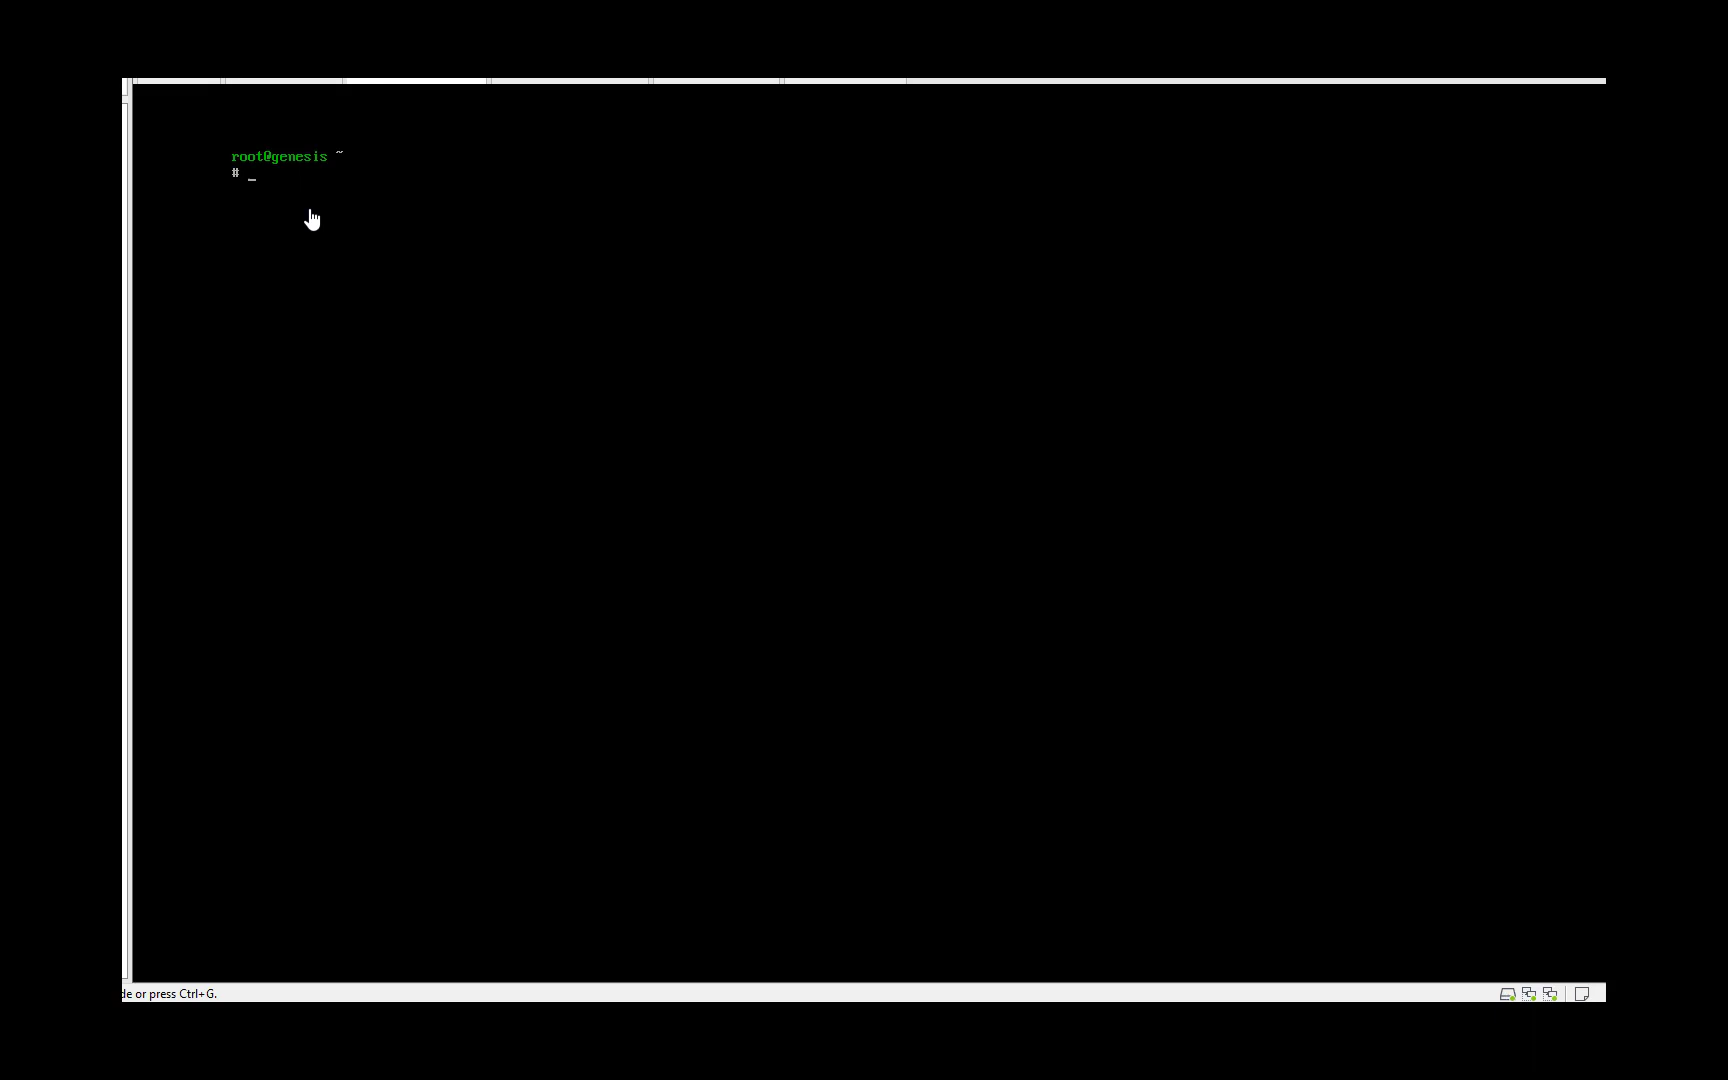 root@genesis ~
# _
de or press Ctrl+G.